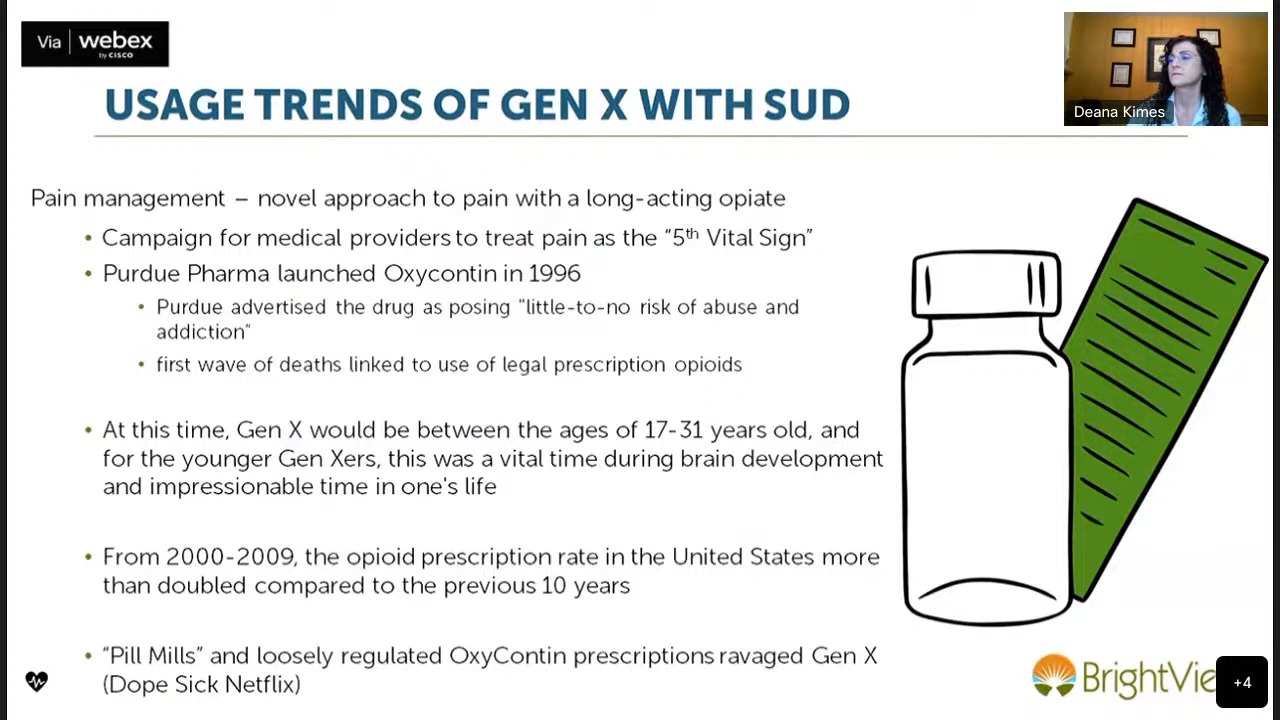 Via webex
by CISCO
USAGE TRENDS OF GEN X WITH SUD
Deana Kimes
Pain management – novel approach to pain with a long-acting opiate
• Campaign for medical providers to treat pain as the “5th Vital Sign”
• Purdue Pharma launched Oxycontin in 1996
• Purdue advertised the drug as posing "little-to-no risk of abuse and
addiction"
• first wave of deaths linked to use of legal prescription opioids
• At this time, Gen X would be between the ages of 17-31 years old, and
for the younger Gen Xers, this was a vital time during brain development
and impressionable time in one's life
• From 2000-2009, the opioid prescription rate in the United States more
than doubled compared to the previous 10 years
• “Pill Mills” and loosely regulated OxyContin prescriptions ravaged Gen X
(Dope Sick Netflix)
BrightVie
+4